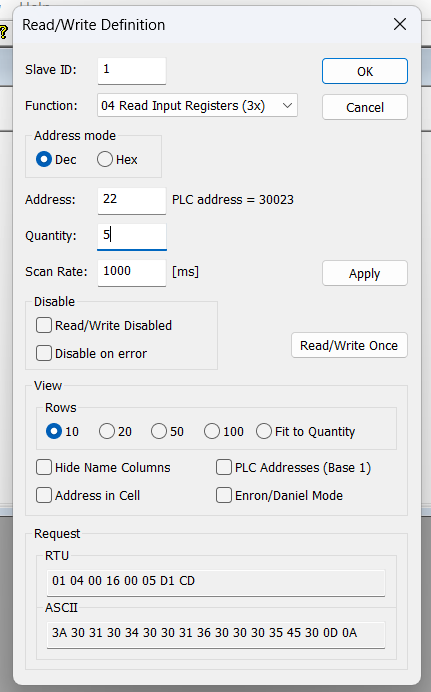 Help
Read/Write Definition
Slave ID: 1 OK
Function: 04 Read Input Registers (3x) Cancel
Address mode
Dec Hex
Address: 22 PLC address = 30023
Quantity: 5
Scan Rate: 1000 [ms] Apply
Disable
Read/Write Disabled
Disable on error
Read/Write Once
View
Rows
10 20 50 100 Fit to Quantity
Hide Name Columns PLC Addresses (Base 1)
Address in Cell Enron/Daniel Mode
Request
RTU
01 04 00 16 00 05 D1 CD
ASCII
3A 30 31 30 34 30 30 31 36 30 30 30 35 45 30 0D 0A